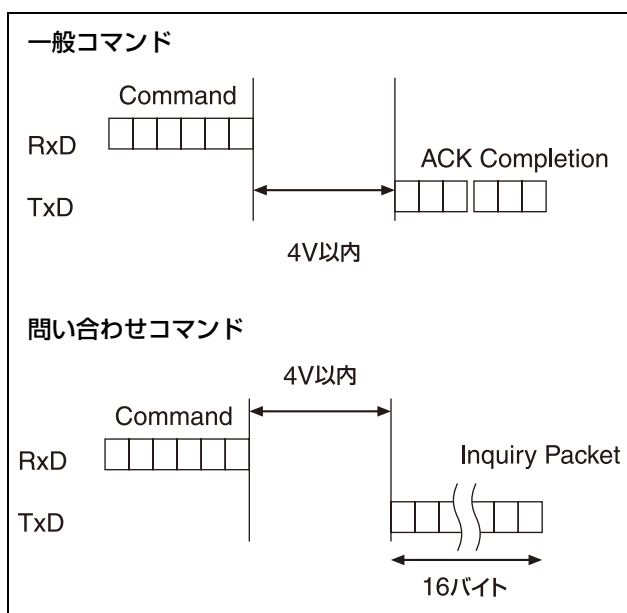 一般コマンド
Command
RxD
ACK Completion
TxD
4V以内
問い合わせコマンド
4V以内
Command
RxD
Inquiry Packet
TxD
16バイト